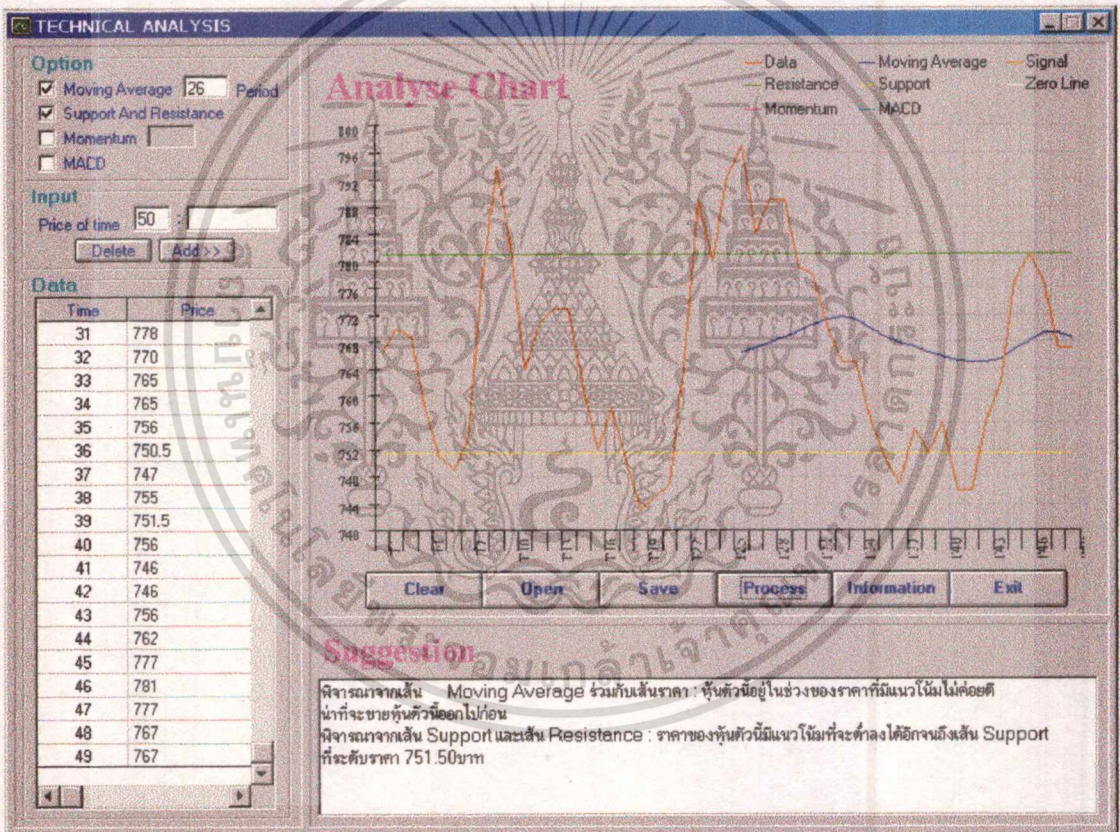 TECHNICAL ANALYSIS
Option
Moving Average 26 Period
Support And Resistance
Momentum
MACD
Input
Price of time 50 :
Delete Add >>
Data
Time Price
31 778
32 770
33 765
34 765
35 756
36 750.5
37 747
38 755
39 751.5
40 756
41 746
42 746
43 756
44 762
45 777
46 781
47 777
48 767
49 767
Analyse Chart
Data Moving Average Signal
Resistance Support Zero Line
Momentum MACD
800
796
792
788
784
780
776
772
768
764
760
756
752
748
744
740
Clear Open Save Process Information Exit
Suggestion
พิจารณาจากเส้น Moving Average ร่วมกับเส้นราคา : หุ้นตัวนี้อยู่ในช่วงของราคาที่มีแนวโน้มไม่ค่อยดี
น่าที่จะขายหุ้นตัวนี้ออกไปก่อน
พิจารณาจากเส้น Support และเส้น Resistance : ราคาของหุ้นตัวนี้มีแนวโน้มที่จะต่ำลงได้อีกจนถึงเส้น Support
ที่ระดับราคา 751.50บาท